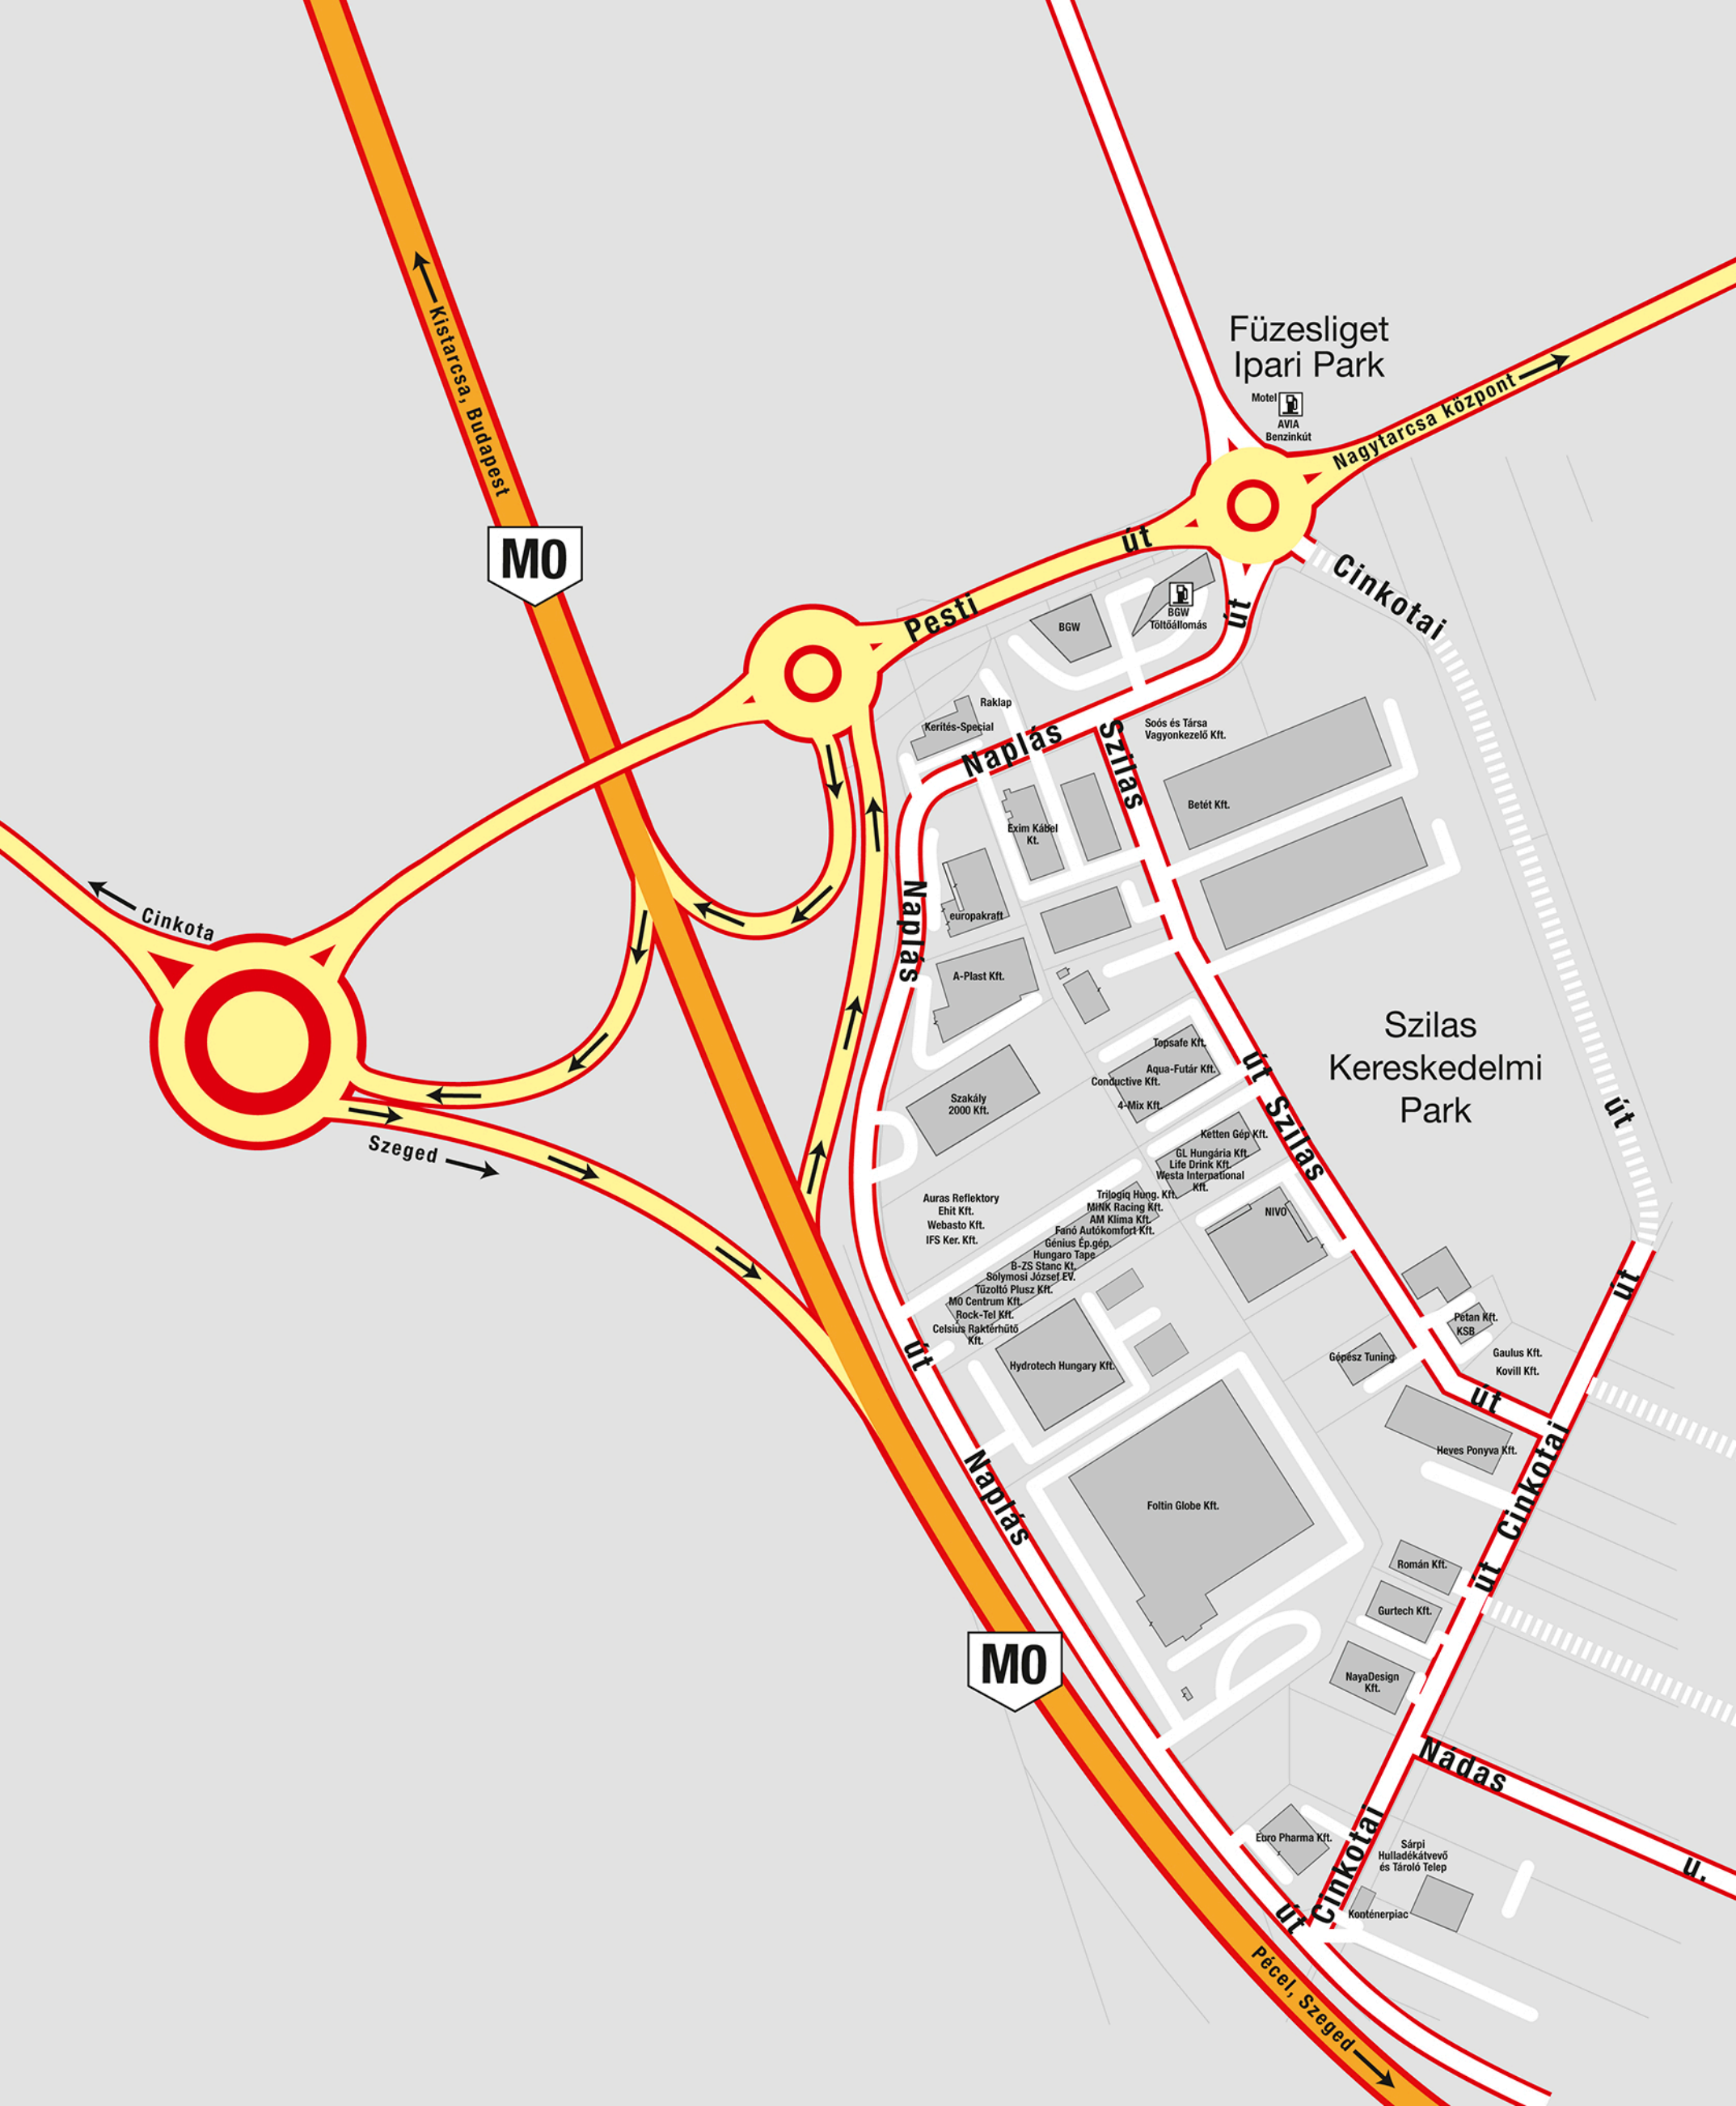 Kistarcsa, Budapest
M0
Füzesliget
Ipari Park
Motel
AVIA
Benzinkút
Nagytarcsa központ
Pesti
út
Cinkotai
út
BGW
BGW
Töltőállomás
út
Raklap
Kerítés-Special
Naplás
Szilas
Soós és Társa
Vagyonkezelő Kft.
Betét Kft.
Exim Kábel
Kt.
Naplás
europakraft
A-Plast Kft.
Cinkota
Szeged
Szilas
Kereskedelmi
Park
Topsafe Kft.
Aqua-Futár Kft.
Conductive Kft.
4-Mix Kft.
út
Szilas
Szakály
2000 Kft.
Ketten Gép Kft.
GL Hungária Kft.
Life Drink Kft.
Westa International
Kft.
Auras Reflektory
Ehit Kft.
Webasto Kft.
IFS Ker. Kft.
Trilogiq Hung. Kft.
MINK Racing Kft.
AM Klíma Kft.
Fanó Autókomfort Kft.
Génius Ép.gép.
Hungaro Tape
B-ZS Stanc Kt.
Solymosi József EV.
Tűzoltó Plusz Kft.
M0 Centrum Kft.
Rock-Tel Kft.
Celsius Raktérhűtő
Kft.
NIVO
út
Petan Kft.
KSB
Gaulus Kft.
Kovill Kft.
Gépész Tuning
út
Hydrotech Hungary Kft.
út
Naplás
Heves Ponyva Kft.
Cinkotai
út
Foltin Globe Kft.
Román Kft.
Gurtech Kft.
NayaDesign
Kft.
M0
Nádas
u.
Euro Pharma Kft.
Cinkotai
Sárpi
Hulladékátvevő
és Tároló Telep
Konténerpiac
út
Pécel, Szeged